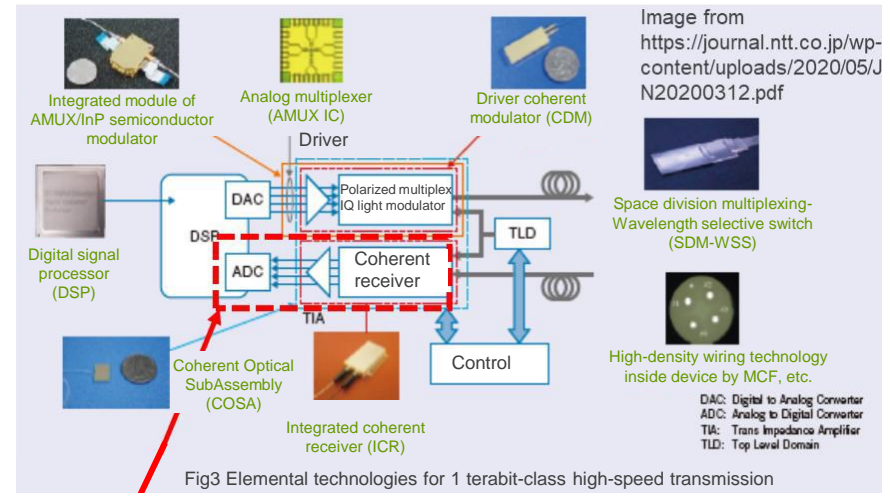 Image from
https://journal.ntt.co.jp/wp-
content/uploads/2020/05/J
N20200312.pdf
Integrated module of
AMUX/InP semiconductor
modulator
Analog multiplexer
(AMUX IC)
Driver coherent
modulator (CDM)
Driver
Digital signal
processor
(DSP)
DSP
DAC
Polarized multiplex
IQ light modulator
TLD
Space division multiplexing-
Wavelength selective switch
(SDM-WSS)
ADC
Coherent
receiver
TIA
Control
Coherent Optical
SubAssembly
(COSA)
Integrated coherent
receiver (ICR)
High-density wiring technology
inside device by MCF, etc.
DAC: Digital to Analog Converter
ADC: Analog to Digital Converter
TIA: Trans Impedance Amplifier
TLD: Top Level Domain
Fig3 Elemental technologies for 1 terabit-class high-speed transmission